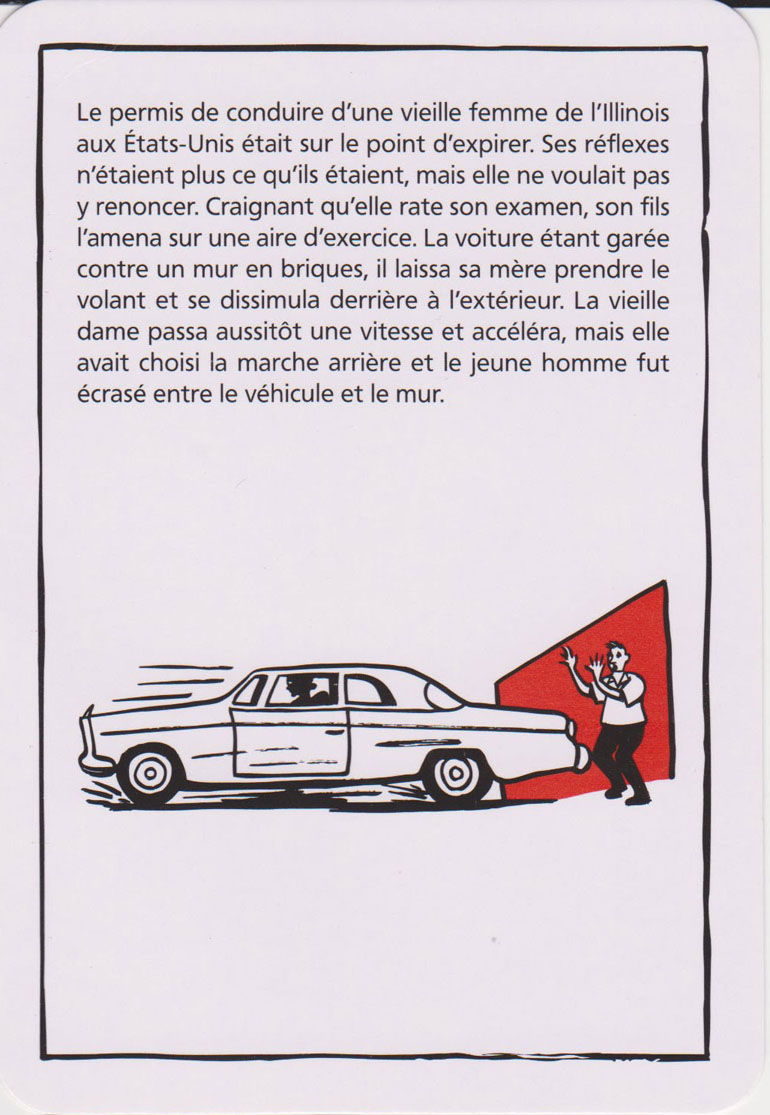 Le permis de conduire d'une vieille femme de l'Illinois
aux États-Unis était sur le point d'expirer. Ses réflexes
n'étaient plus ce qu'ils étaient, mais elle ne voulait pas
y renoncer. Craignant qu'elle rate son examen, son fils
l'amena sur une aire d'exercice. La voiture étant garée
contre un mur en briques, il laissa sa mère prendre le
volant et se dissimula derrière à l'extérieur. La vieille
dame passa aussitôt une vitesse et accéléra, mais elle
avait choisi la marche arrière et le jeune homme fut
écrasé entre le véhicule et le mur.